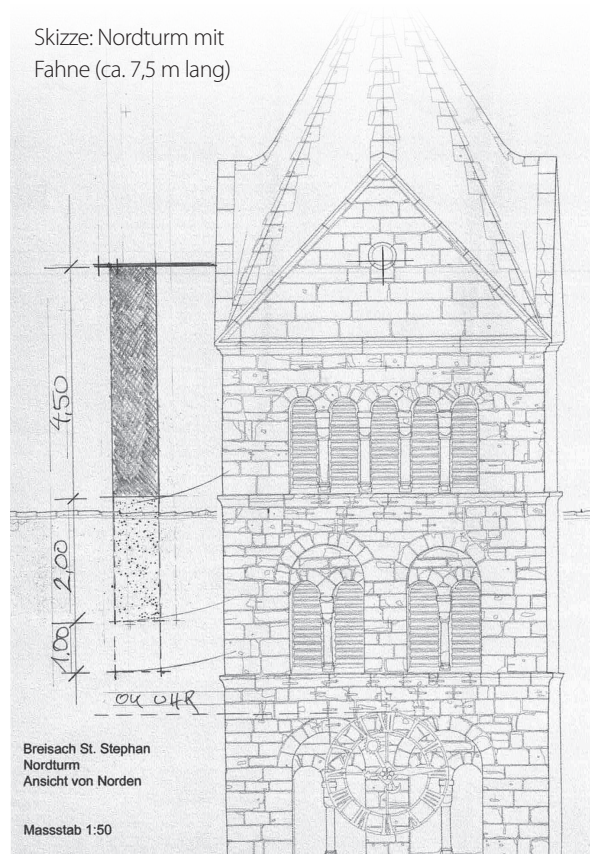 Skizze: Nordturm mit
Fahne (ca. 7,5 m lang)
4,50
2,00
1.00
OK UHR
Breisach St. Stephan
Nordturm
Ansicht von Norden
Massstab 1:50